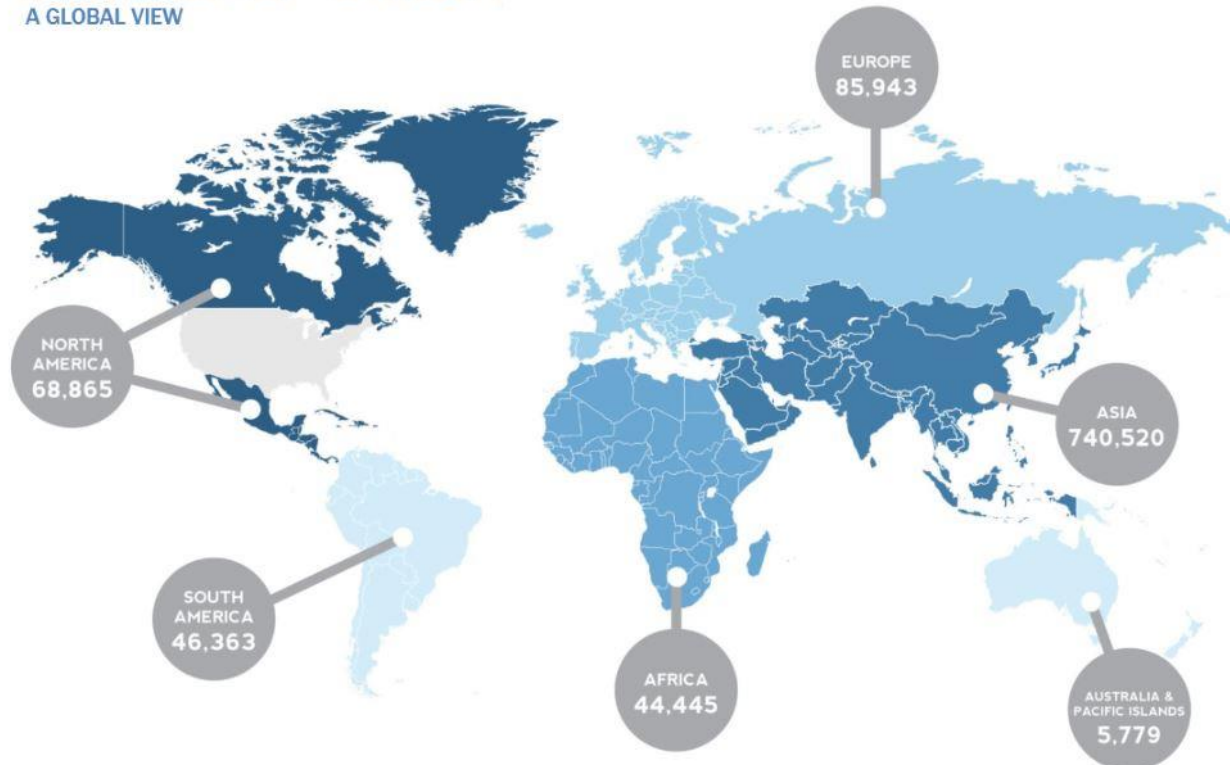 A GLOBAL VIEW
EUROPE
85,943
NORTH
AMERICA
68,865
ASIA
740,520
SOUTH
AMERICA
46,363
AFRICA
44,445
AUSTRALIA &
PACIFIC ISLANDS
5,779